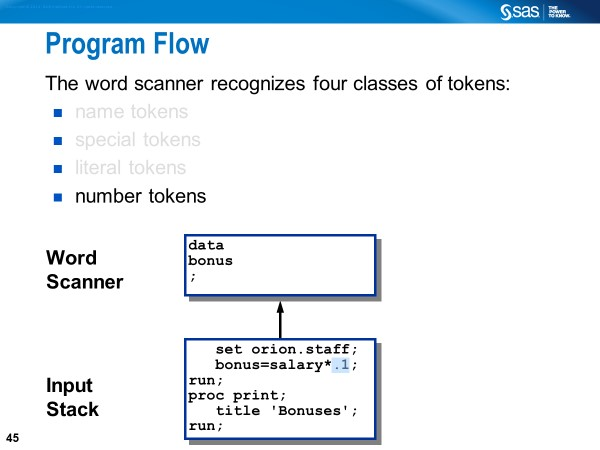 sas THE POWER TO KNOW.
Program Flow
The word scanner recognizes four classes of tokens:
name tokens
special tokens
literal tokens
number tokens
Word
Scanner
data
bonus
;
Input
Stack
set orion.staff;
bonus=salary*.1;
run;
proc print;
title 'Bonuses';
run;
45